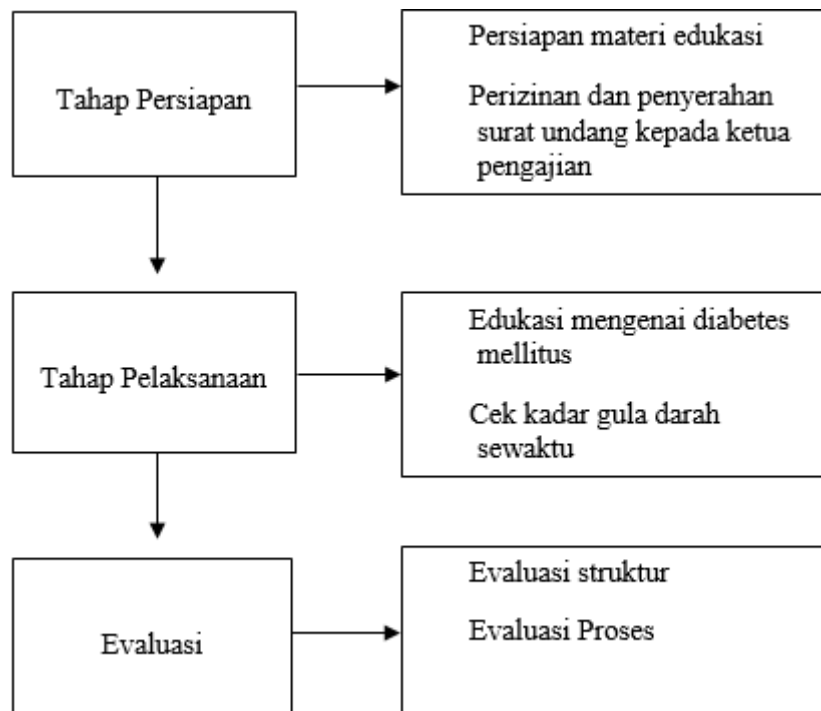 Tahap Persiapan
Persiapan materi edukasi
Perizinan dan penyerahan
surat undang kepada ketua
pengajian
Tahap Pelaksanaan
Edukasi mengenai diabetes
mellitus
Cek kadar gula darah
sewaktu
Evaluasi
Evaluasi struktur
Evaluasi Proses